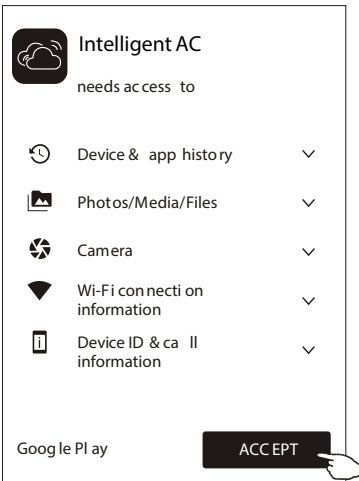 Intelligent AC
needs access to
Device & app history
Photos/Media/Files
Camera
Wi-Fi connection
information
Device ID & call
information
Google Play
ACCEPT